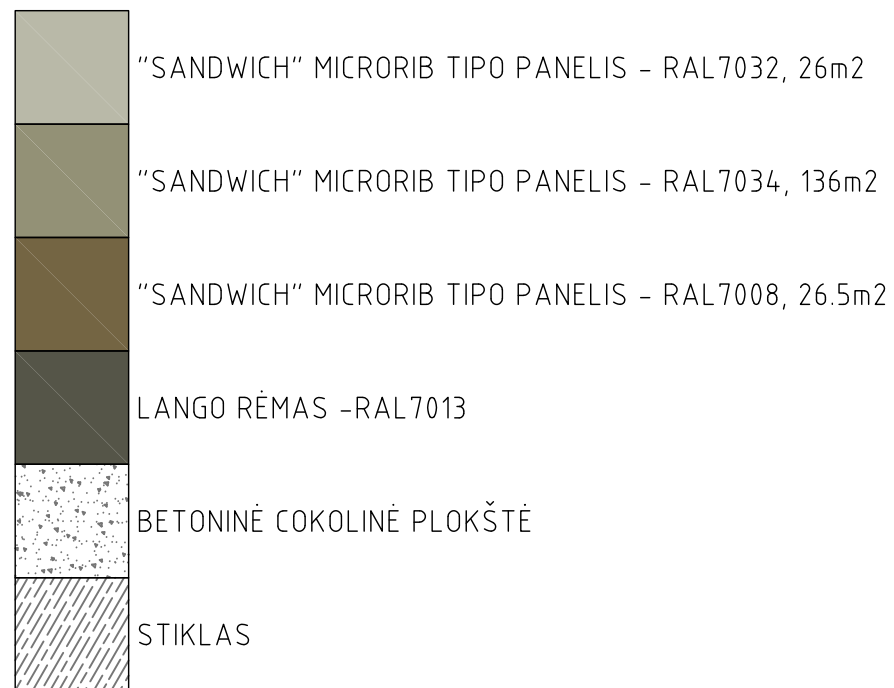 "SANDWICH" MICRORIB TIPO PANELIS - RAL7032, 26m2
"SANDWICH" MICRORIB TIPO PANELIS - RAL7034, 136m2
"SANDWICH" MICRORIB TIPO PANELIS - RAL7008, 26.5m2
LANGO RĖMAS -RAL7013
BETONINĖ COKOLINĖ PLOKŠTĖ
STIKLAS